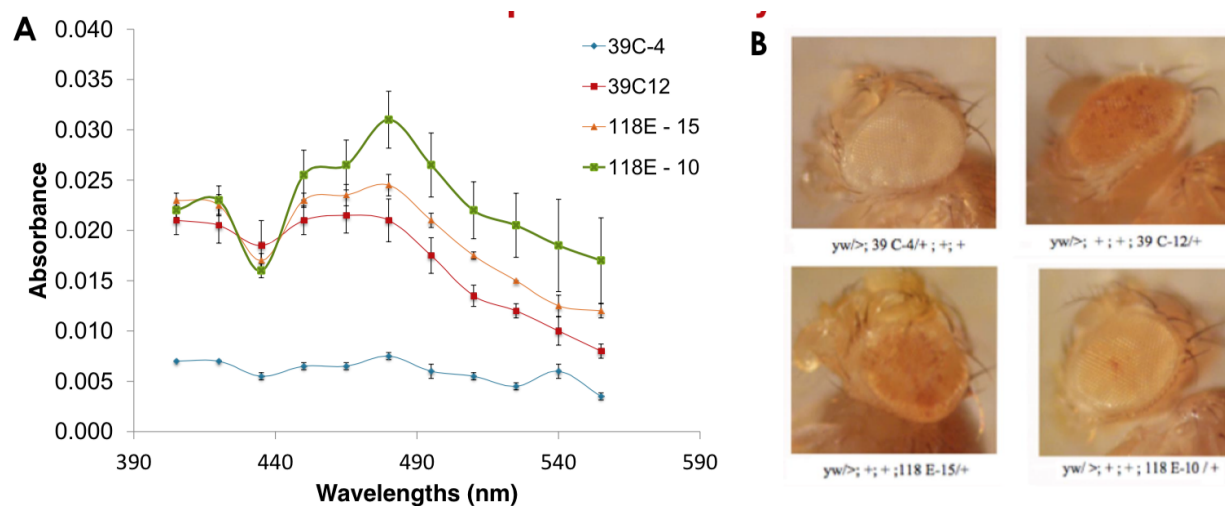 A
0.040
0.035
0.030
0.025
0.020
0.015
0.010
0.005
0.000
Absorbance
390
440
490
540
590
Wavelengths (nm)
39C-4
39C12
118E - 15
118E - 10
B
yw/>; 39 C-4/+ ; +; +
yw/>; + ; + ; 39 C-12/+
yw/>; +; + ;118 E-15/+
yw/ >; + ; + ; 118 E-10 / +